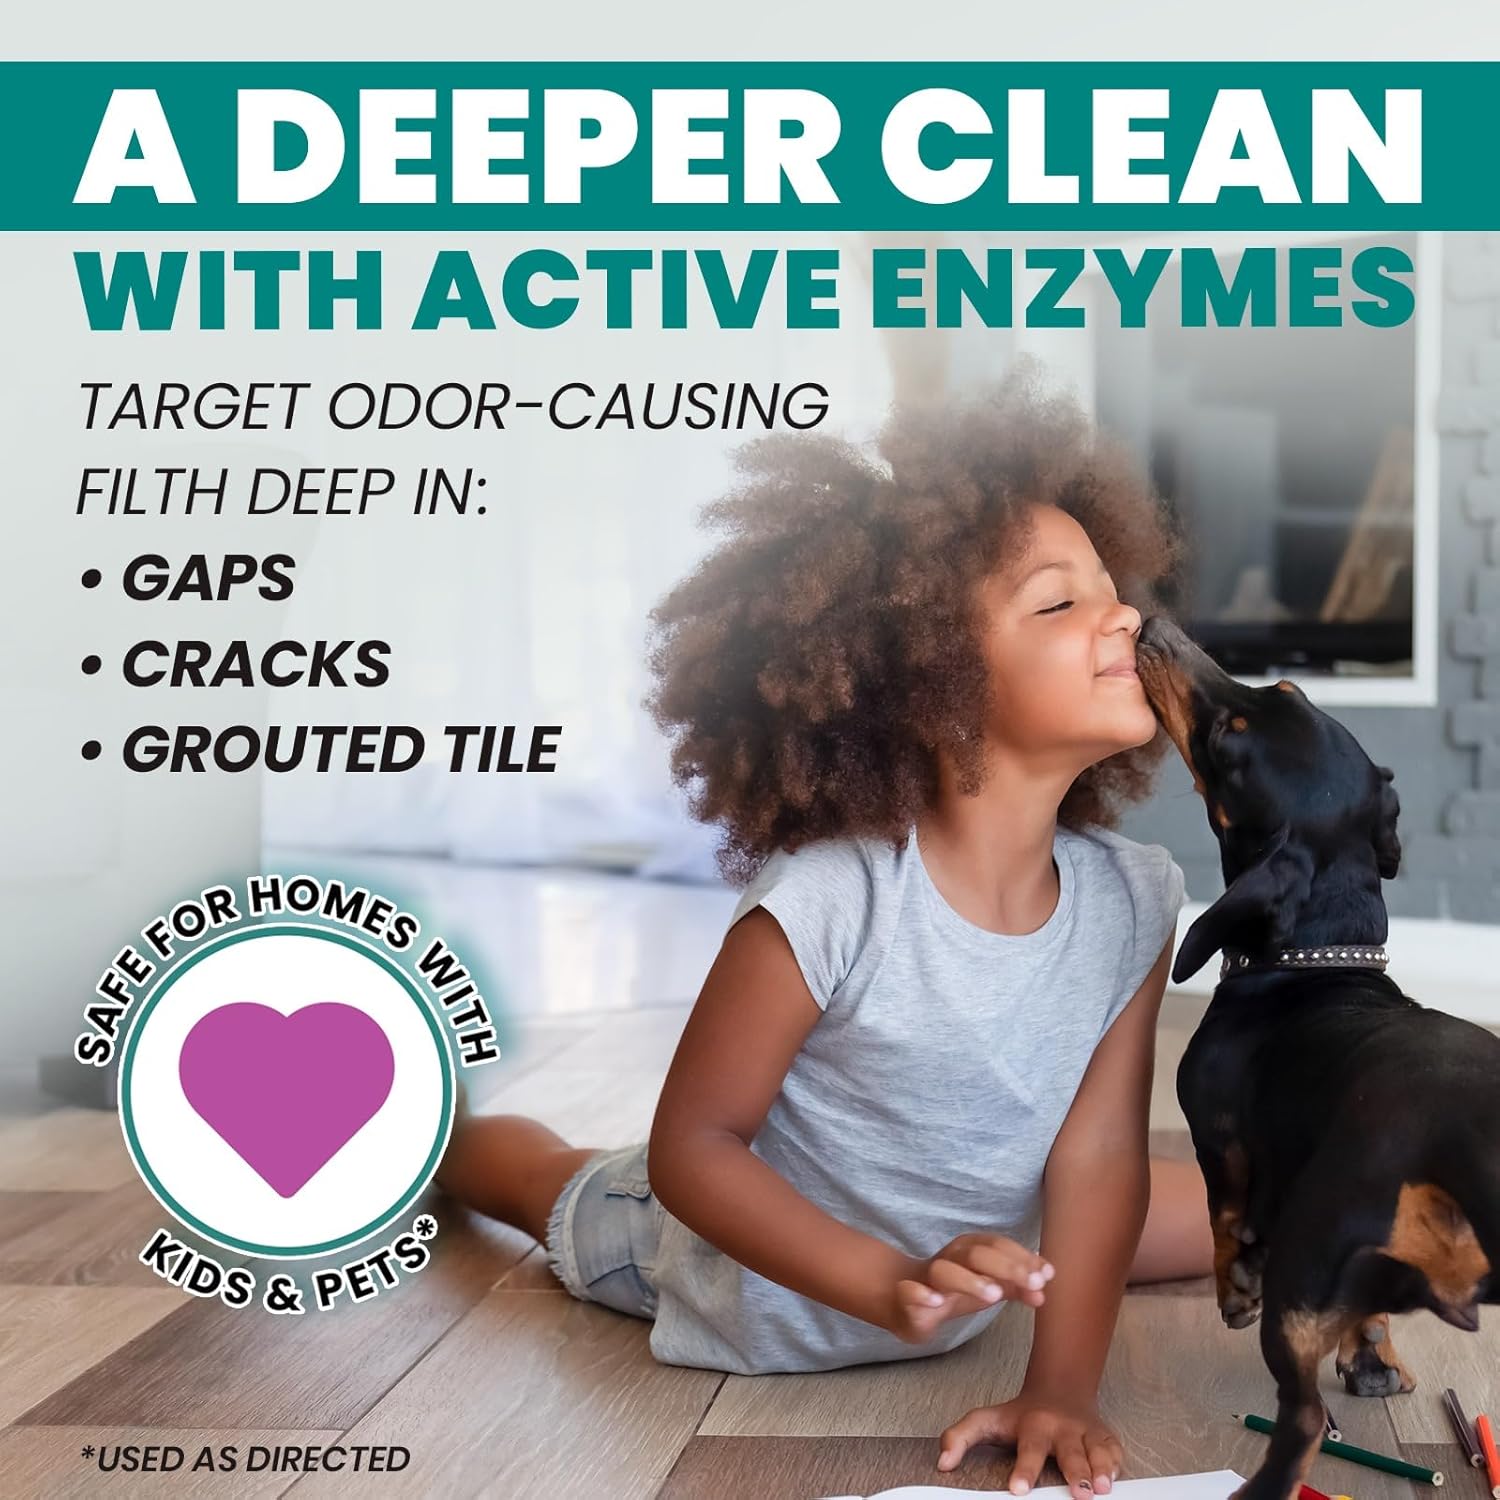 A DEEPER CLEAN
WITH ACTIVE ENZYMES
TARGET ODOR-CAUSING
FILTH DEEP IN:
• GAPS
• CRACKS
• GROUTED TILE
SAFE FOR HOMES WITH
KIDS & PETS*
*USED AS DIRECTED